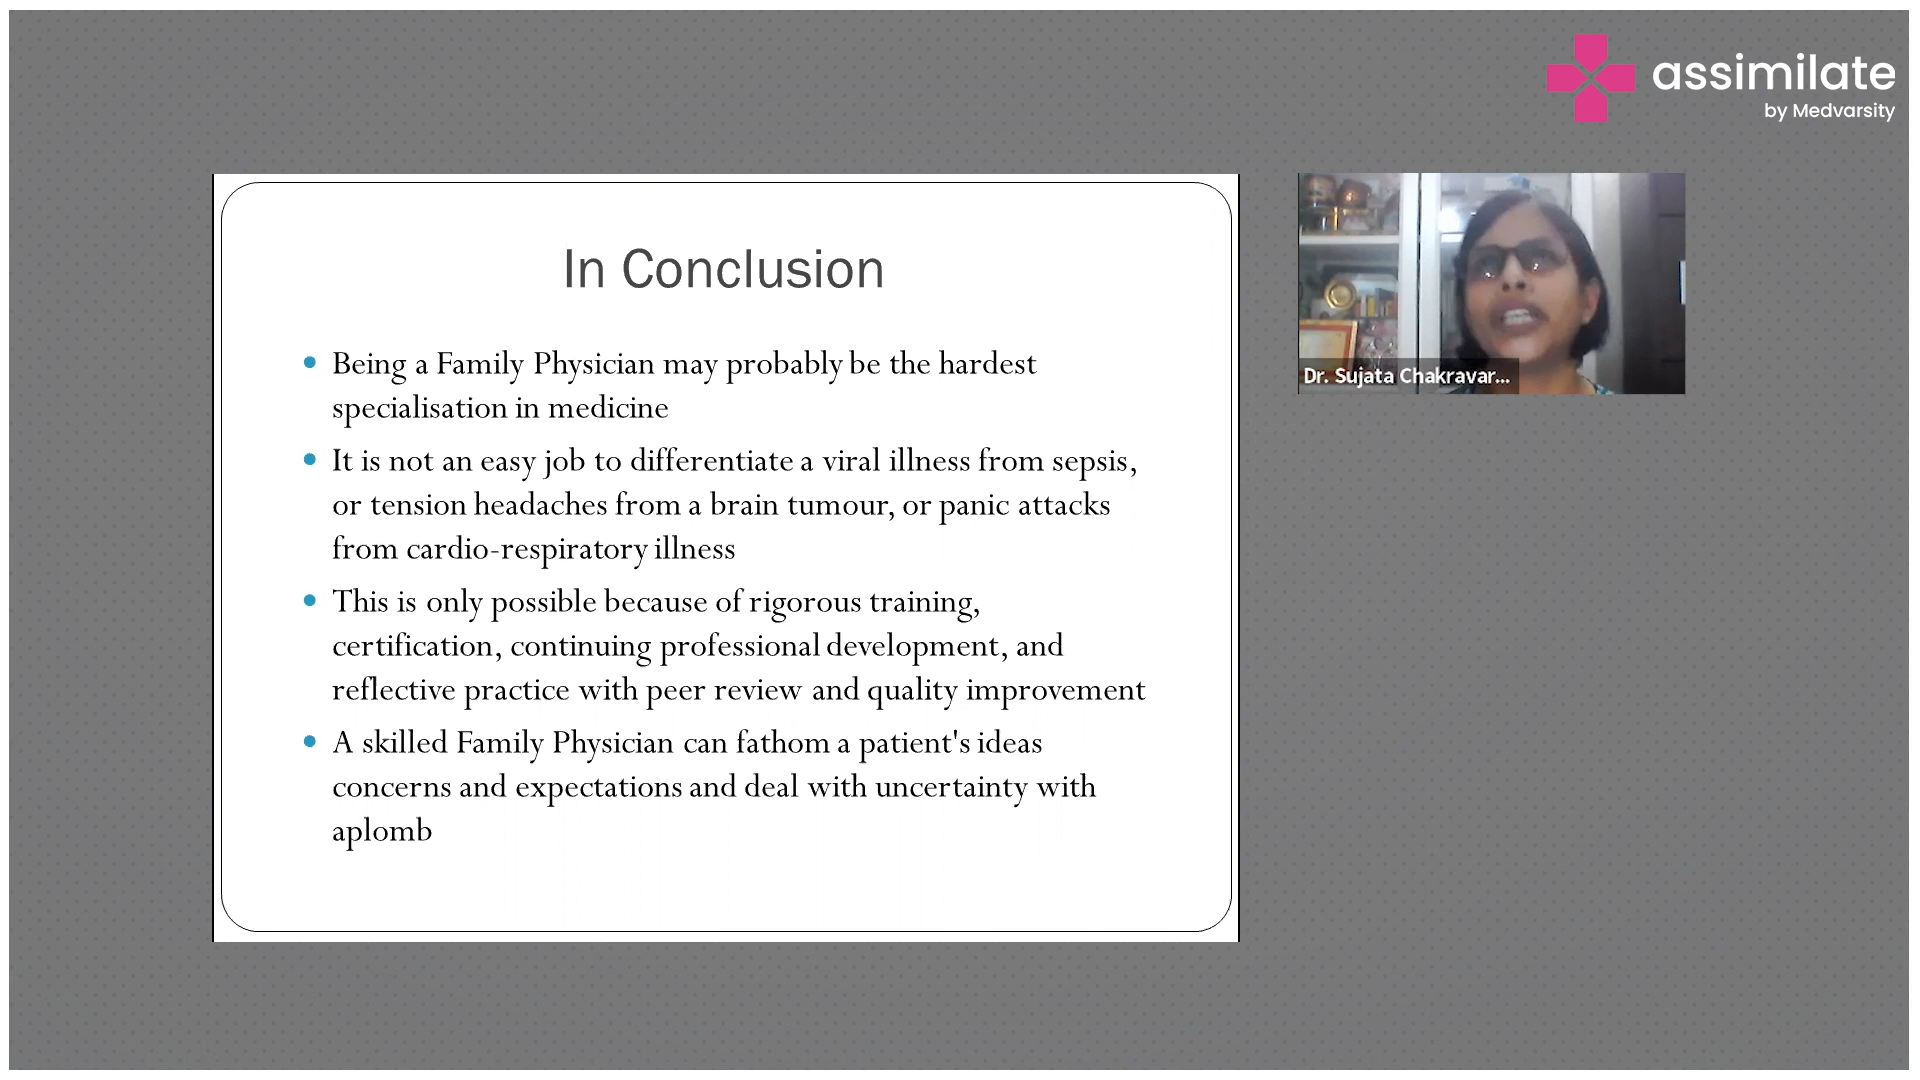 assimilate
by Medvarsity
In Conclusion
Being a Family Physician may probably be the hardest
specialisation in medicine
It is not an easy job to differentiate a viral illness from sepsis,
or tension headaches from a brain tumour, or panic attacks
from cardio-respiratory illness
This is only possible because of rigorous training,
certification, continuing professional development, and
reflective practice with peer review and quality improvement
A skilled Family Physician can fathom a patient's ideas
concerns and expectations and deal with uncertainty with
aplomb
Dr. Sujata Chakravar...